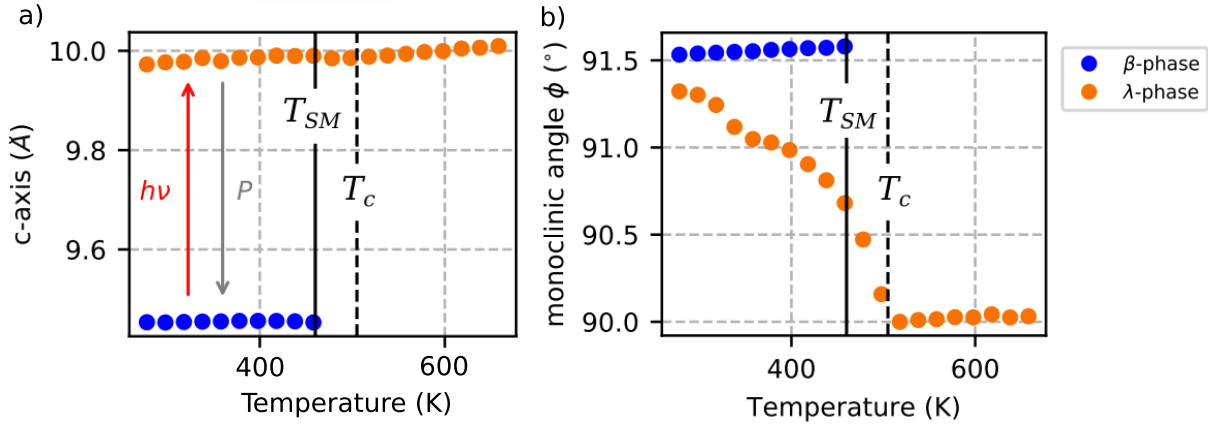 a)
c-axis (Å)
10.0
9.8
9.6
hν
P
T_SM
T_c
400
600
Temperature (K)
b)
monoclinic angle ϕ (°)
91.5
91.0
90.5
90.0
T_SM
T_c
400
600
Temperature (K)
β-phase
λ-phase